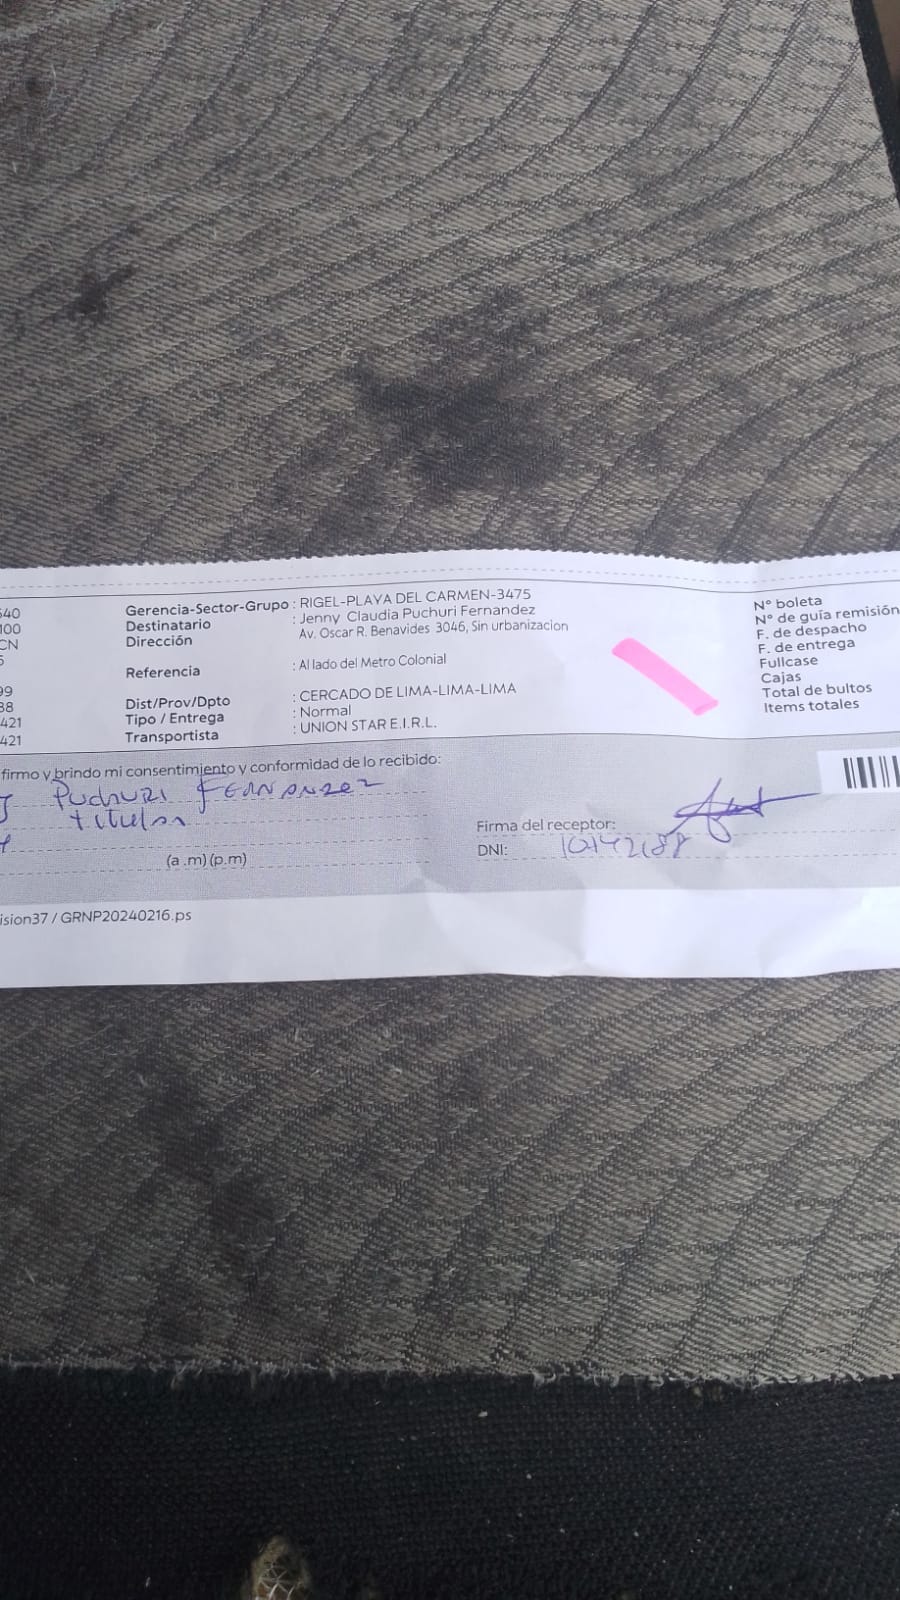 540
100
CN
5
99
38
421
421
Gerencia-Sector-Grupo : RIGEL-PLAYA DEL CARMEN-3475
Destinatario : Jenny Claudia Puchuri Fernandez
Dirección Av. Oscar R. Benavides 3046, Sin urbanizacion
Referencia : Al lado del Metro Colonial
Dist/Prov/Dpto : CERCADO DE LIMA-LIMA-LIMA
Tipo / Entrega : Normal
Transportista : UNION STAR E.I.R.L.
N° boleta
N° de guía remisión
F. de despacho
F. de entrega
Fullcase
Cajas
Total de bultos
Items totales
firmo y brindo mi consentimiento y conformidad de lo recibido:
Puchuri Fernandez
titular
(a .m) (p.m)
Firma del receptor:
DNI:
ision37 / GRNP20240216.ps